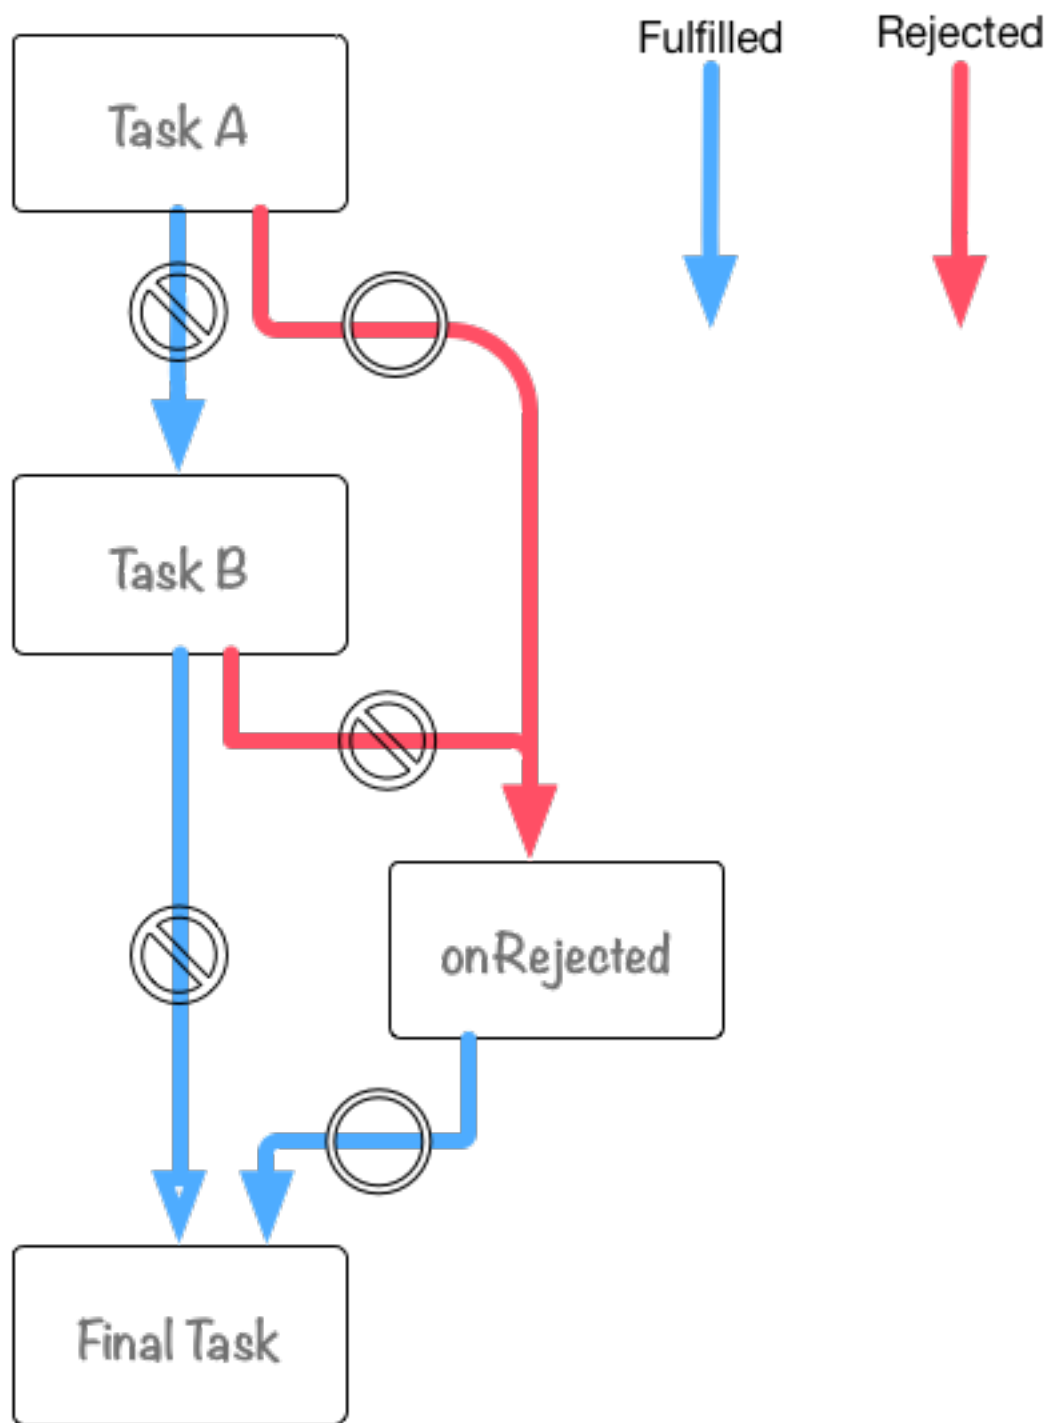 Fulfilled
Rejected
Task A
Task B
onRejected
Final Task